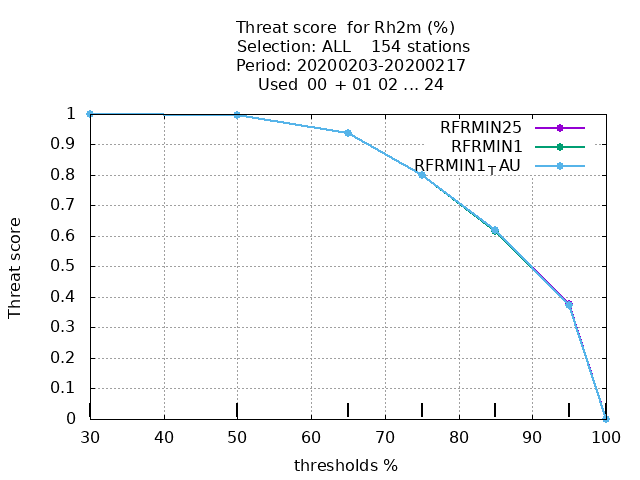 Threat score  for Rh2m (%)
Selection: ALL    154 stations
Period: 20200203-20200217
Used  00 + 01 02 ... 24
1
0.9
0.8
0.7
0.6
0.5
0.4
0.3
0.2
0.1
0
Threat score
RFRMIN25
RFRMIN1
RFRMIN1TAU
30 40 50 60 70 80 90 100
thresholds %